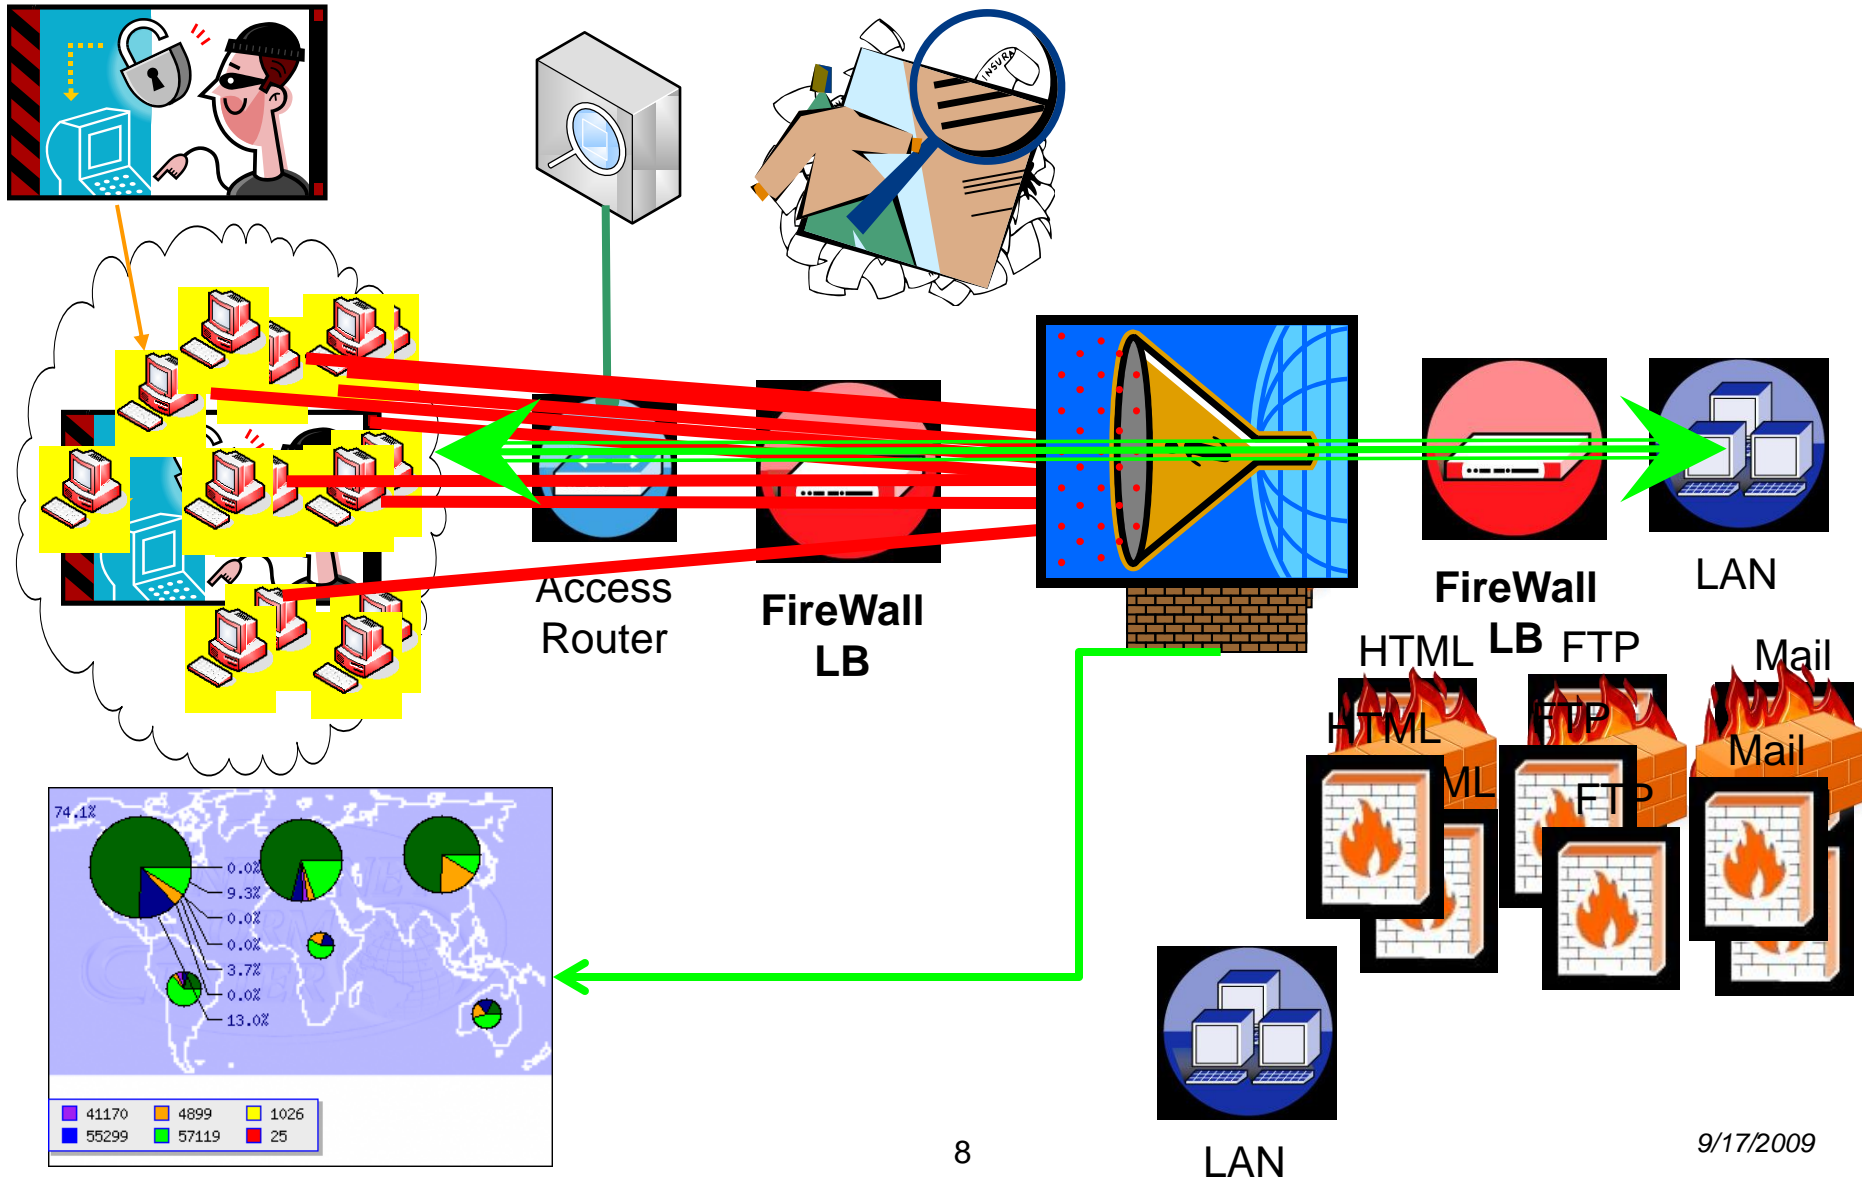 INSURA
Access
Router
FireWall
LB
FireWall
LB
LAN
HTML
FTP
Mail
HTML
FTP
Mail
ML
FTP
74.1%
0.0%
9.3%
0.0%
0.0%
3.7%
0.0%
13.0%
41170
4899
1026
55299
57119
25
LAN
8
9/17/2009